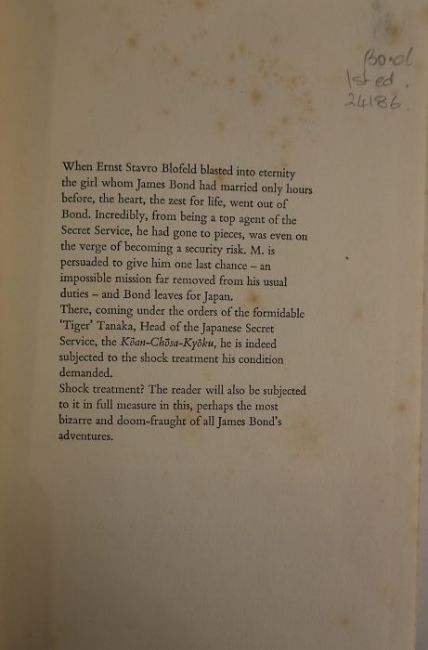 Bond
1st ed.
24186
When Ernst Stavro Blofeld blasted into eternity
the girl whom James Bond had married only hours
before, the heart, the zest for life, went out of
Bond. Incredibly, from being a top agent of the
Secret Service, he had gone to pieces, was even on
the verge of becoming a security risk. M. is
persuaded to give him one last chance – an
impossible mission far removed from his usual
duties – and Bond leaves for Japan.
There, coming under the orders of the formidable
'Tiger' Tanaka, Head of the Japanese Secret
Service, the Kōan-Chōsa-Kyōku, he is indeed
subjected to the shock treatment his condition
demanded.
Shock treatment? The reader will also be subjected
to it in full measure in this, perhaps the most
bizarre and doom-fraught of all James Bond's
adventures.